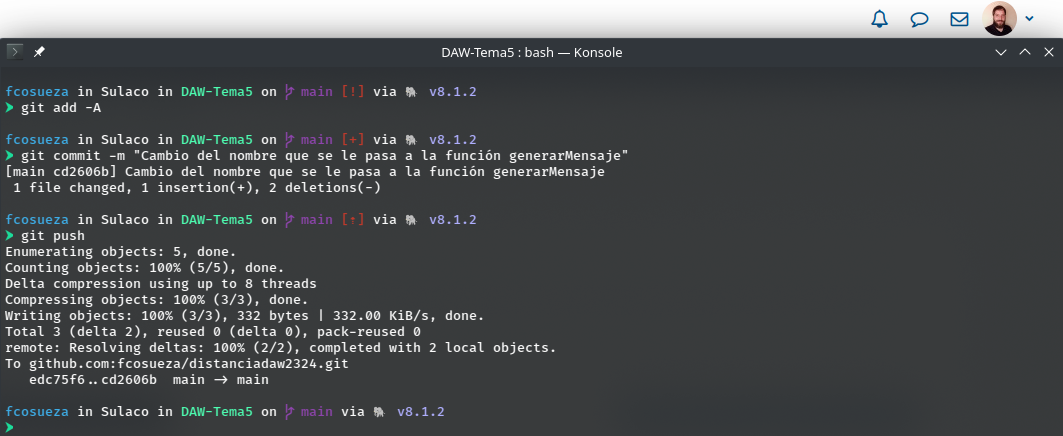 DAW-Tema5 : bash — Konsole
fcosueza in Sulaco in DAW-Tema5 on main [!] via 🐘 v8.1.2
❯ git add -A
fcosueza in Sulaco in DAW-Tema5 on main [+] via 🐘 v8.1.2
❯ git commit -m "Cambio del nombre que se le pasa a la función generarMensaje"
[main cd2606b] Cambio del nombre que se le pasa a la función generarMensaje
1 file changed, 1 insertion(+), 2 deletions(-)
fcosueza in Sulaco in DAW-Tema5 on main [⇡] via 🐘 v8.1.2
❯ git push
Enumerating objects: 5, done.
Counting objects: 100% (5/5), done.
Delta compression using up to 8 threads
Compressing objects: 100% (3/3), done.
Writing objects: 100% (3/3), 332 bytes | 332.00 KiB/s, done.
Total 3 (delta 2), reused 0 (delta 0), pack-reused 0
remote: Resolving deltas: 100% (2/2), completed with 2 local objects.
To github.com:fcosueza/distanciadaw2324.git
edc75f6..cd2606b main -> main
fcosueza in Sulaco in DAW-Tema5 on main via 🐘 v8.1.2
❯